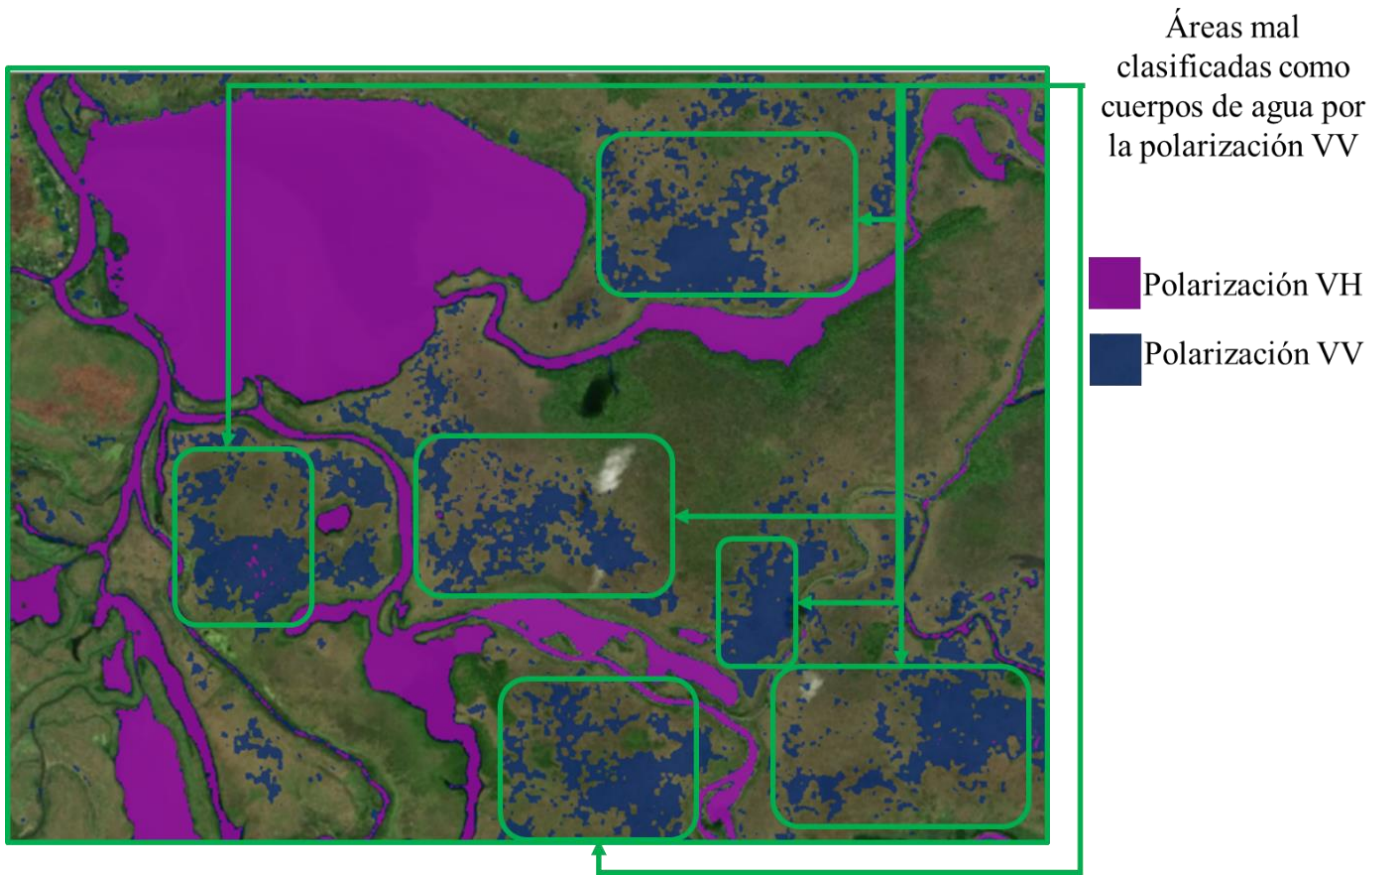 Áreas mal
clasificadas como
cuerpos de agua por
la polarización VV
Polarización VH
Polarización VV